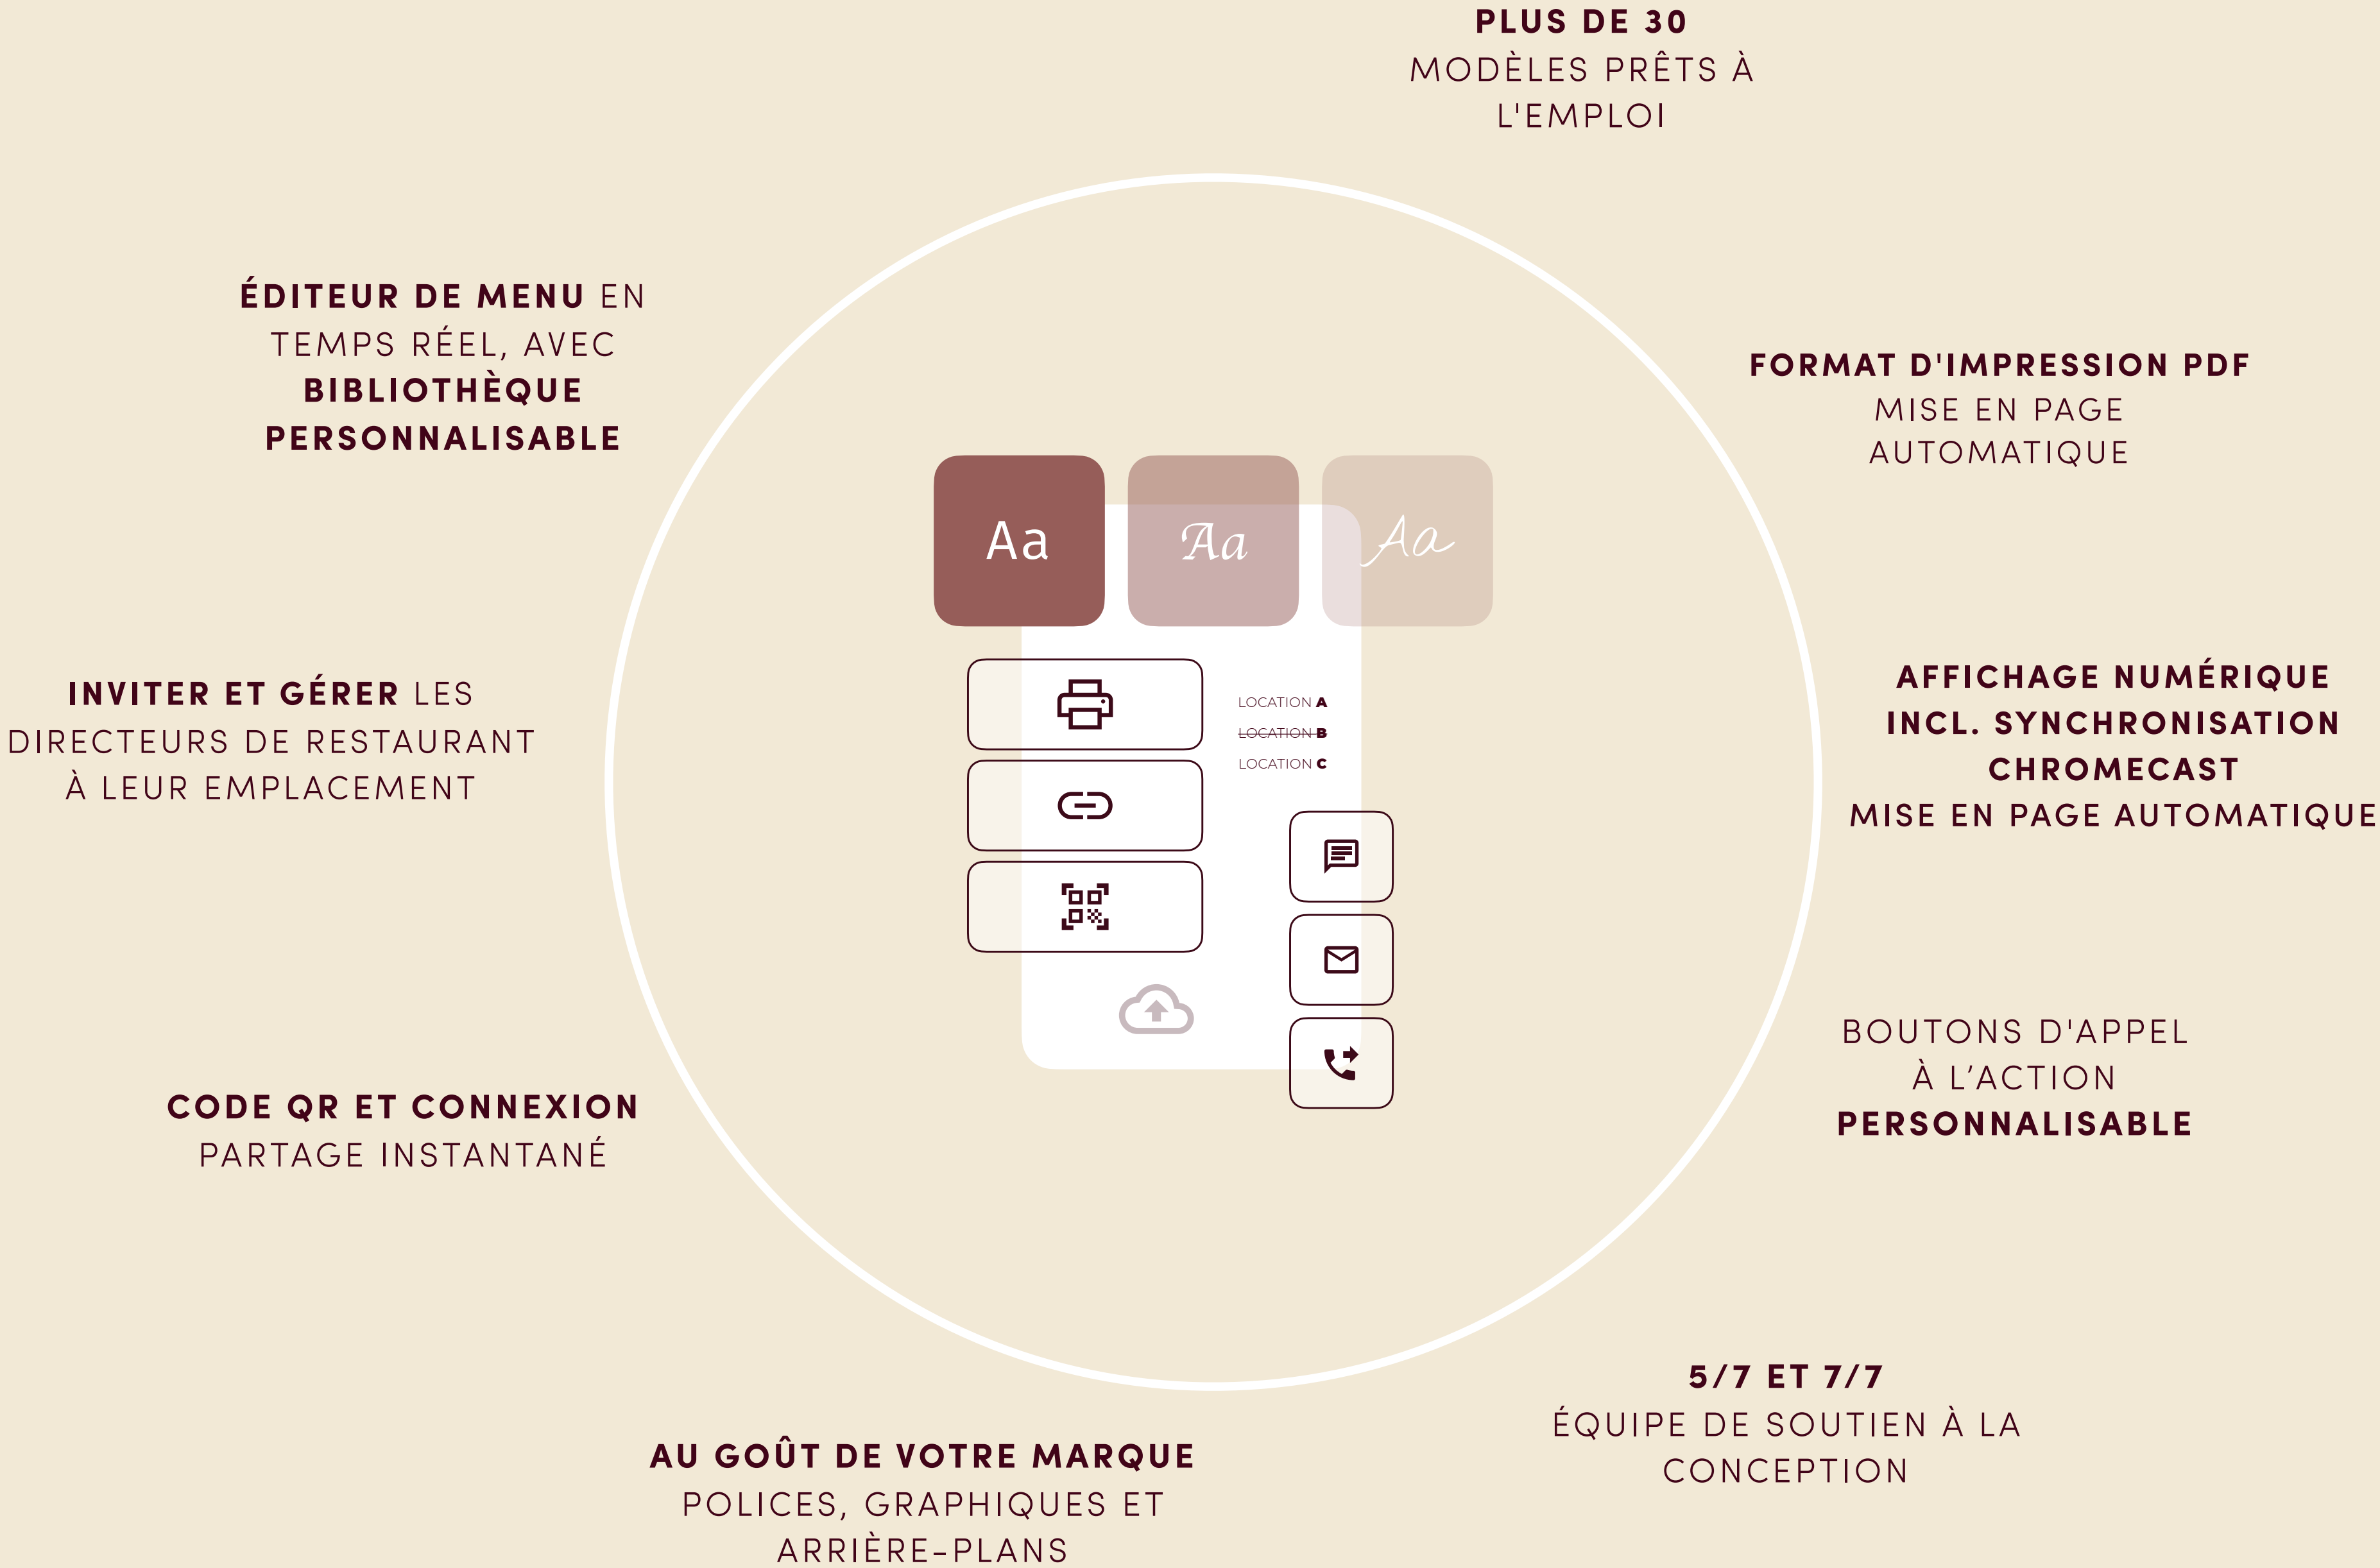 PLUS DE 30
MODÈLES PRÊTS À
L'EMPLOI
ÉDITEUR DE MENU EN
TEMPS RÉEL, AVEC
BIBLIOTHÈQUE
PERSONNALISABLE
FORMAT D'IMPRESSION PDF
MISE EN PAGE
AUTOMATIQUE
Aa
Aa
Aa
INVITER ET GÉRER LES
DIRECTEURS DE RESTAURANT
À LEUR EMPLACEMENT
LOCATION A
LOCATION B
LOCATION C
AFFICHAGE NUMÉRIQUE
INCL. SYNCHRONISATION
CHROMECAST
MISE EN PAGE AUTOMATIQUE
CODE QR ET CONNEXION
PARTAGE INSTANTANÉ
BOUTONS D'APPEL
À L’ACTION
PERSONNALISABLE
AU GOÛT DE VOTRE MARQUE
POLICES, GRAPHIQUES ET
ARRIÈRE-PLANS
5/7 ET 7/7
ÉQUIPE DE SOUTIEN À LA
CONCEPTION